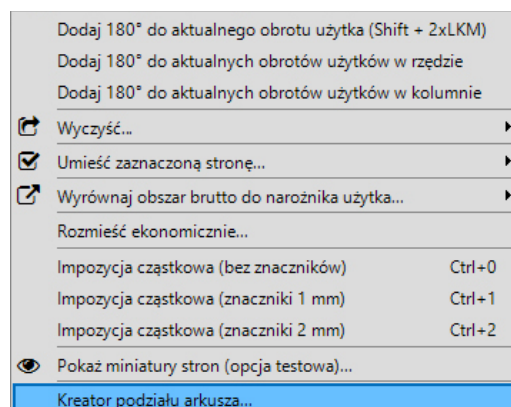 Dodaj 180° do aktualnego obrotu użytka (Shift + 2xLKM)
Dodaj 180° do aktualnych obrotów użytków w rzędzie
Dodaj 180° do aktualnych obrotów użytków w kolumnie
Wyczyść...
Umieść zaznaczoną stronę...
Wyrównaj obszar brutto do narożnika użytka...
Rozmieść ekonomicznie...
Impozycja cząstkowa (bez znaczników) Ctrl+0
Impozycja cząstkowa (znaczniki 1 mm) Ctrl+1
Impozycja cząstkowa (znaczniki 2 mm) Ctrl+2
Pokaż miniatury stron (opcja testowa)...
Kreator podziału arkusza...